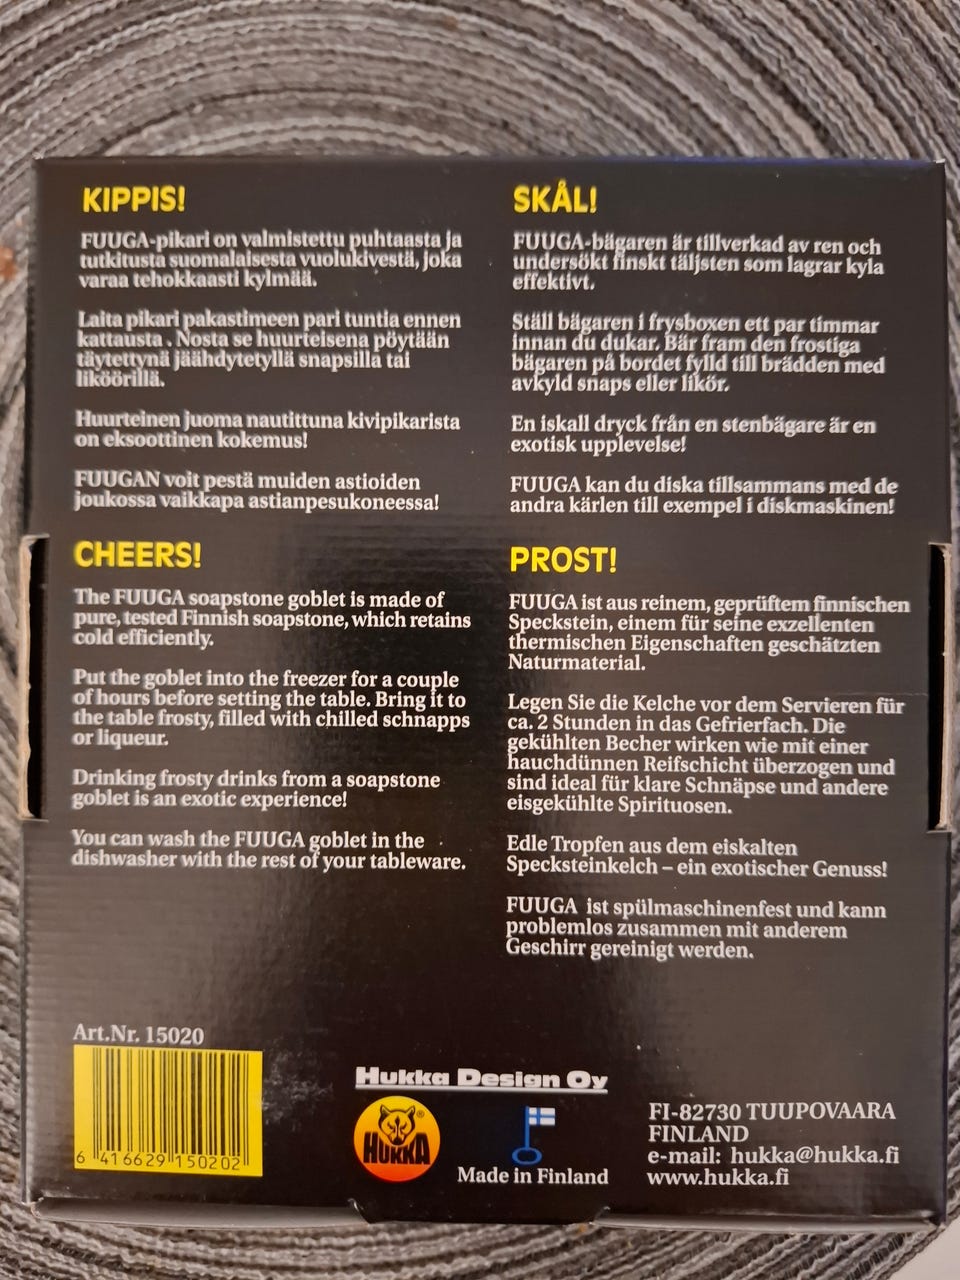 KIPPIS!
FUUGA-pikari on valmistettu puhtaasta ja
tutkitusta suomalaisesta vuolukivestä, joka
varaa tehokkaasti kylmää.
Laita pikari pakastimeen pari tuntia ennen
kattausta . Nosta se huurteisena pöytään
täytettynä jäähdytetyllä snapsilla tai
liköörillä.
Huurteinen juoma nautittuna kivipikarista
on eksoottinen kokemus!
FUUGAN voit pestä muiden astioiden
joukossa vaikkapa astianpesukoneessa!
SKÅL!
FUUGA-bägaren är tillverkad av ren och
undersökt finskt täljsten som lagrar kyla
effektivt.
Ställ bägaren i frysboxen ett par timmar
innan du dukar. Bär fram den frostiga
bägaren på bordet fylld till brädden med
avkyld snaps eller likör.
En iskall dryck från en stenbägare är en
exotisk upplevelse!
FUUGA kan du diska tillsammans med de
andra kärlen till exempel i diskmaskinen!
CHEERS!
The FUUGA soapstone goblet is made of
pure, tested Finnish soapstone, which retains
cold efficiently.
Put the goblet into the freezer for a couple
of hours before setting the table. Bring it to
the table frosty, filled with chilled schnapps
or liqueur.
Drinking frosty drinks from a soapstone
goblet is an exotic experience!
You can wash the FUUGA goblet in the
dishwasher with the rest of your tableware.
PROST!
FUUGA ist aus reinem, geprüftem finnischen
Speckstein, einem für seine exzellenten
thermischen Eigenschaften geschätzten
Naturmaterial.
Legen Sie die Kelche vor dem Servieren für
ca. 2 Stunden in das Gefrierfach. Die
gekühlten Becher wirken wie mit einer
hauchdünnen Reifschicht überzogen und
sind ideal für klare Schnäpse und andere
eisgekühlte Spirituosen.
Edle Tropfen aus dem eiskalten
Specksteinkelch – ein exotischer Genuss!
FUUGA ist spülmaschinenfest und kann
problemlos zusammen mit anderem
Geschirr gereinigt werden.
Art.Nr. 15020
6 416629 150202
Hukka Design Oy
HUKKA®
Made in Finland
FI-82730 TUUPOVAARA
FINLAND
e-mail: hukka@hukka.fi
www.hukka.fi